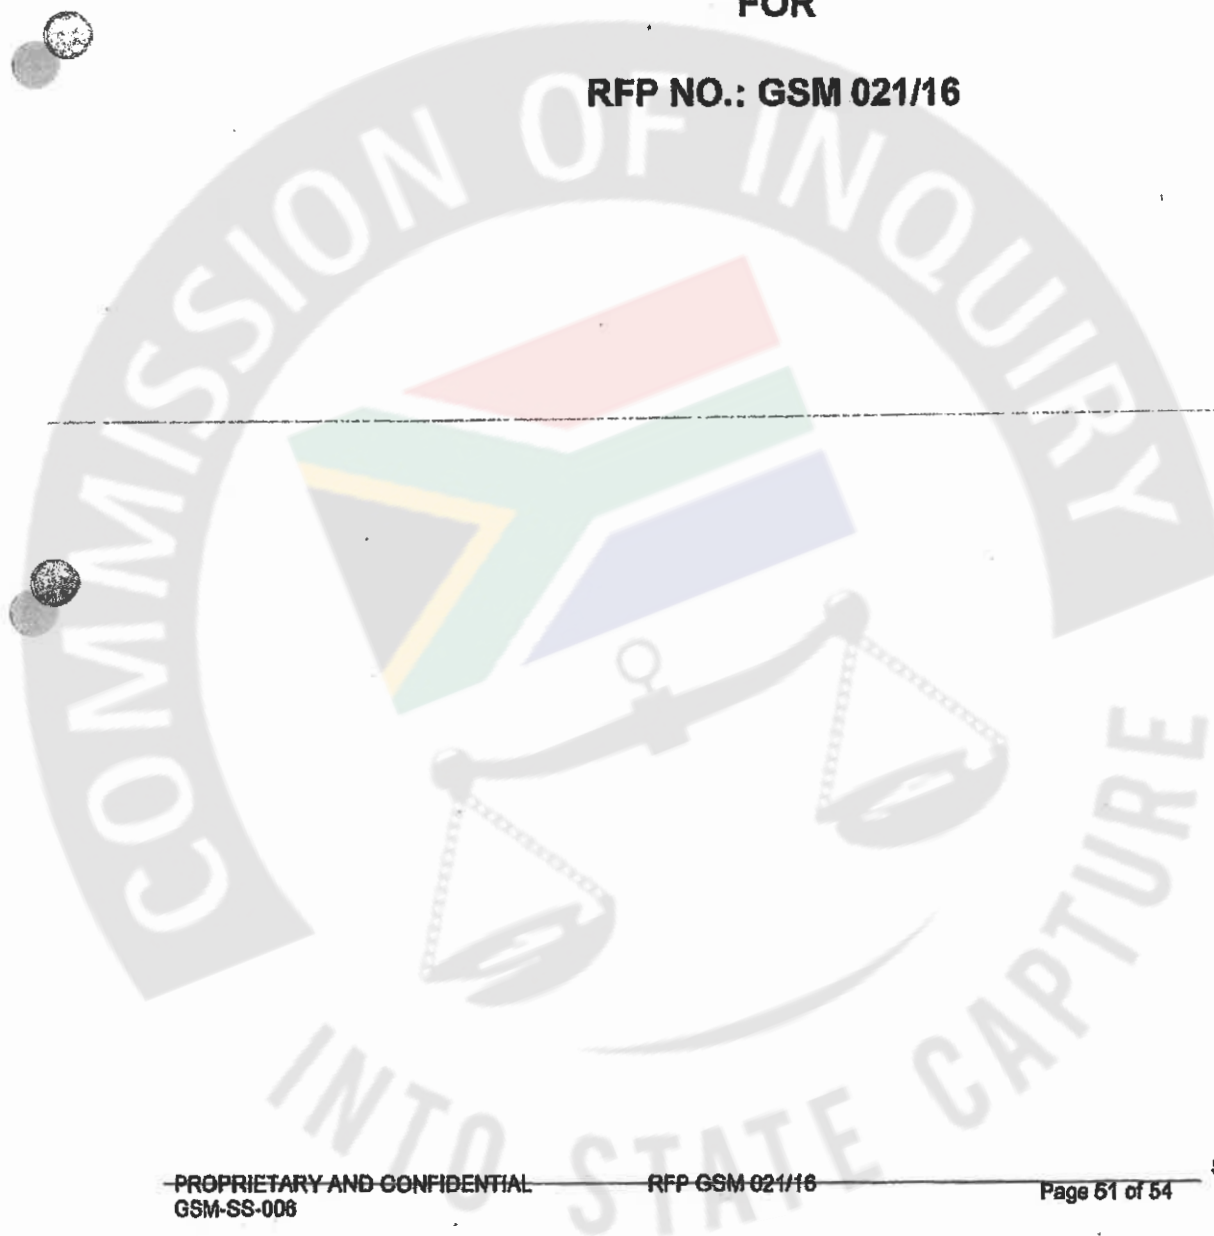 FOR
RFP NO.: GSM 021/16
COMMISSION OF INQUIRY
INTO STATE CAPTURE
PROPRIETARY AND CONFIDENTIAL RFP GSM 021/16 Page 51 of 54
GSM-SS-006